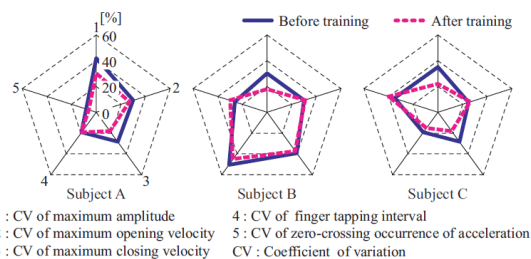 [%]
Before training After training
1
60
40
20
0
5
2
4
3
Subject A Subject B Subject C
: CV of maximum amplitude
: CV of maximum opening velocity
: CV of maximum closing velocity
4 : CV of finger tapping interval
5 : CV of zero-crossing occurrence of acceleration
CV : Coefficient of variation